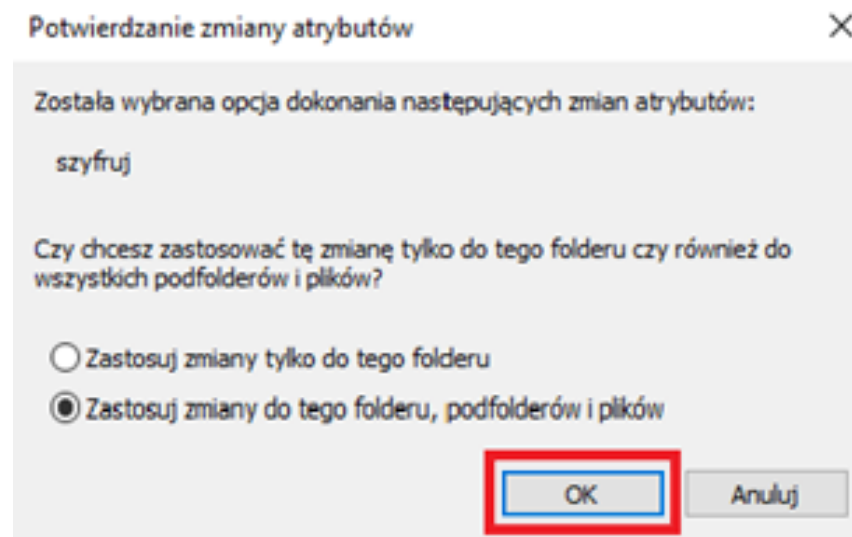 Potwierdzanie zmiany atrybutów
Została wybrana opcja dokonania następujących zmian atrybutów:
szyfruj
Czy chcesz zastosować tę zmianę tylko do tego folderu czy również do
wszystkich podfolderów i plików?
Zastosuj zmiany tylko do tego folderu
Zastosuj zmiany do tego folderu, podfolderów i plików
OK Anuluj